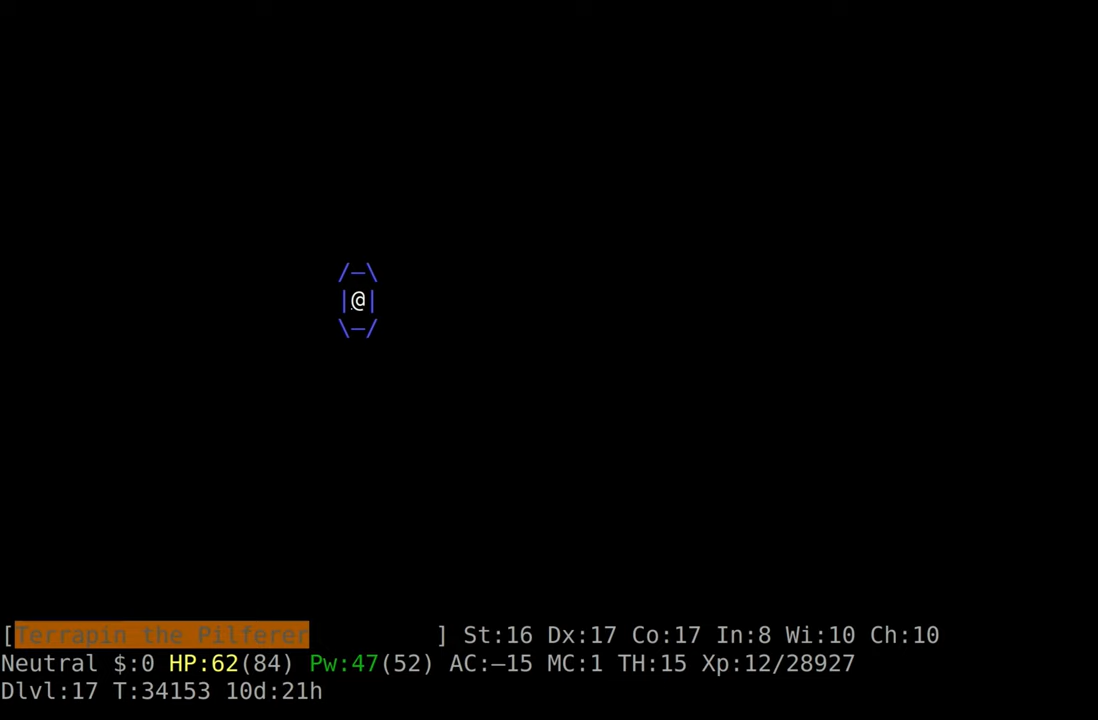 /—\
|@|
\—/
[Terrapin the Pilferer ] St:16 Dx:17 Co:17 In:8 Wi:10 Ch:10
Neutral $:0 HP:62(84) Pw:47(52) AC:—15 MC:1 TH:15 Xp:12/28927
Dlvl:17 T:34153 10d:21h